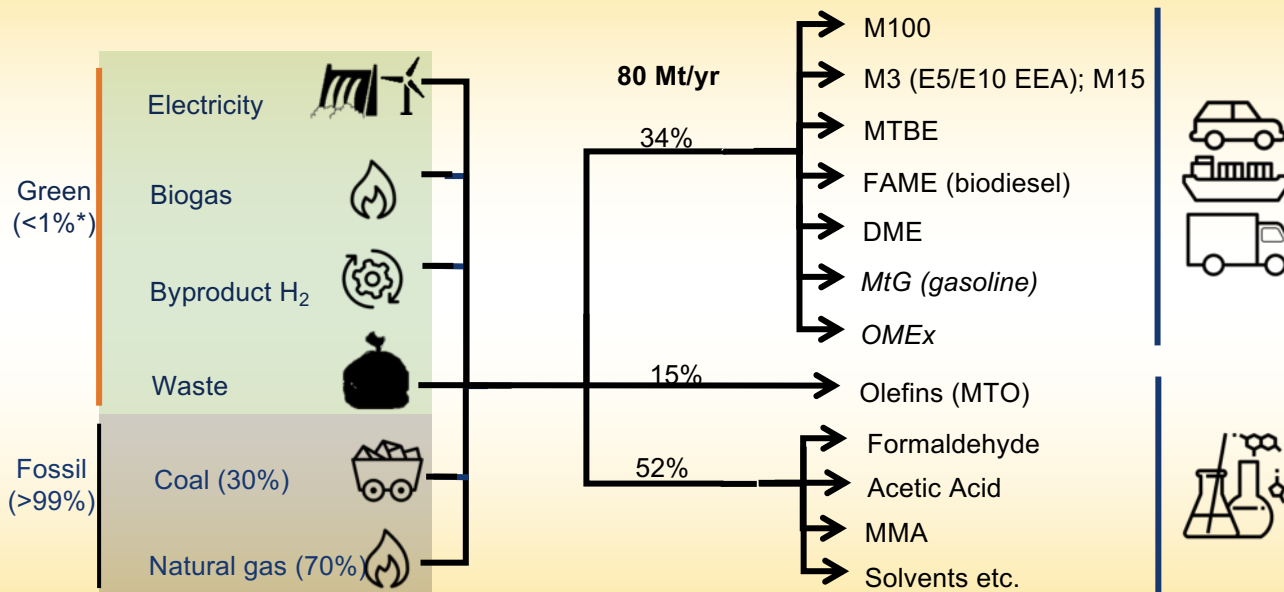 Green
(<1%*)
Electricity
Biogas
Byproduct H₂
Waste
Fossil
(>99%)
Coal (30%)
Natural gas (70%)
80 Mt/yr
34%
15%
52%
M100
M3 (E5/E10 EEA); M15
MTBE
FAME (biodiesel)
DME
MtG (gasoline)
OMEx
Olefins (MTO)
Formaldehyde
Acetic Acid
MMA
Solvents etc.